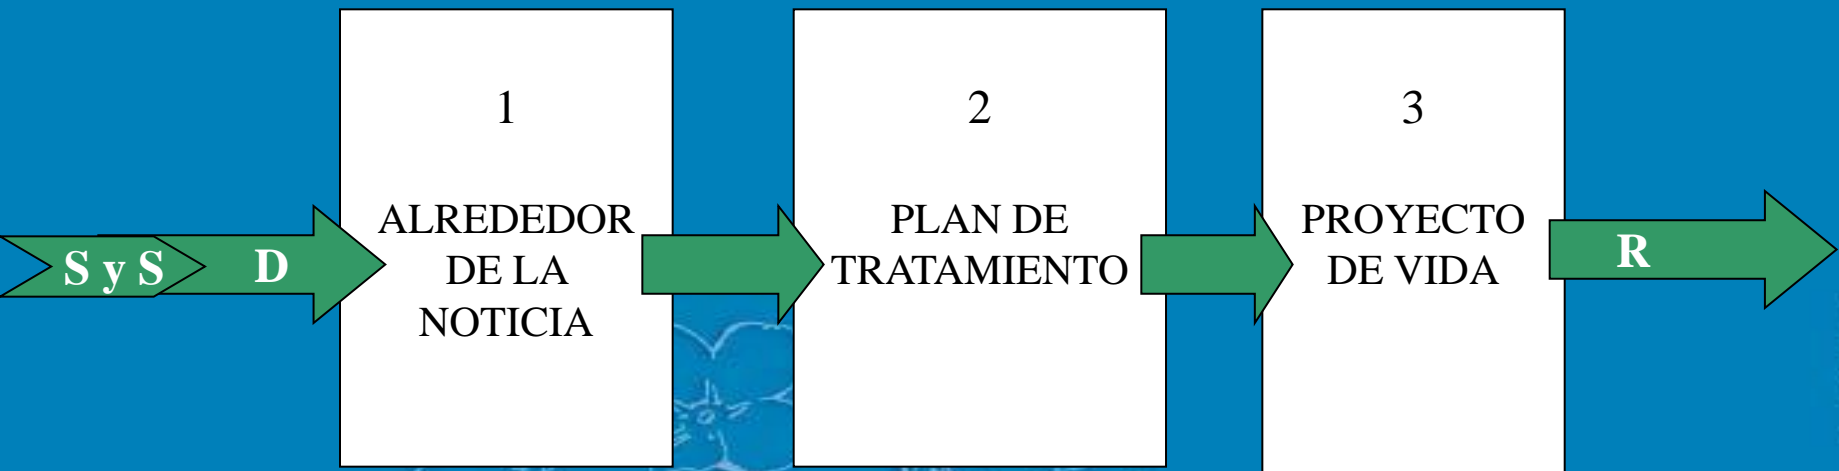 S y S
D
1
ALREDEDOR
DE LA
NOTICIA
2
PLAN DE
TRATAMIENTO
3
PROYECTO
DE VIDA
R